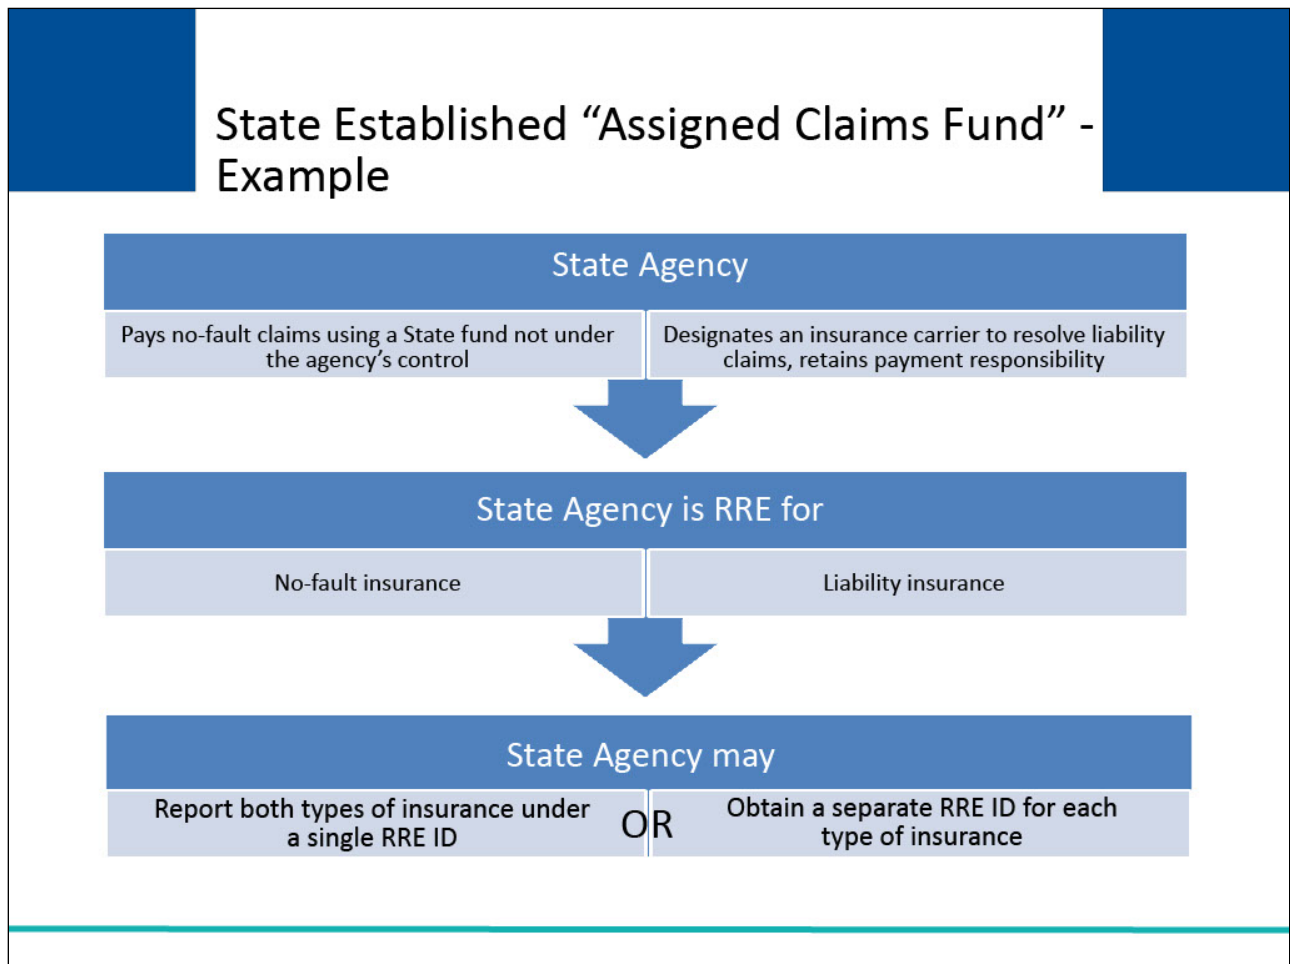 State Established “Assigned Claims Fund” -
Example
State Agency
Pays no-fault claims using a State fund not under
the agency’s control
Designates an insurance carrier to resolve liability
claims, retains payment responsibility
State Agency is RRE for
No-fault insurance
Liability insurance
State Agency may
Report both types of insurance under
a single RRE ID
OR
Obtain a separate RRE ID for each
type of insurance